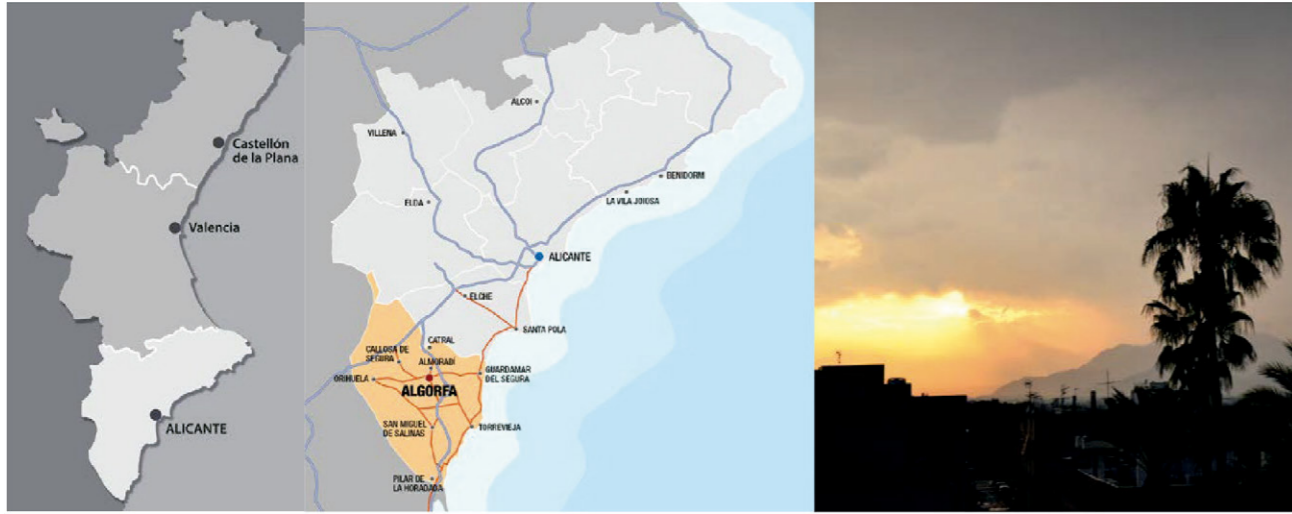 Castellón
de la Plana
Valencia
ALICANTE
ALCOI
VILLENA
BENIDORM
LA VILA JOIOSA
ELDA
ALICANTE
ELCHE
SANTA POLA
CATRAL
CALLOSA DE
SEGURA
ALMORADÍ
GUARDAMAR
DEL SEGURA
ORIHUELA
ALGORFA
SAN MIGUEL
DE SALINAS
TORREVIEJA
PILAR DE
LA HORADADA